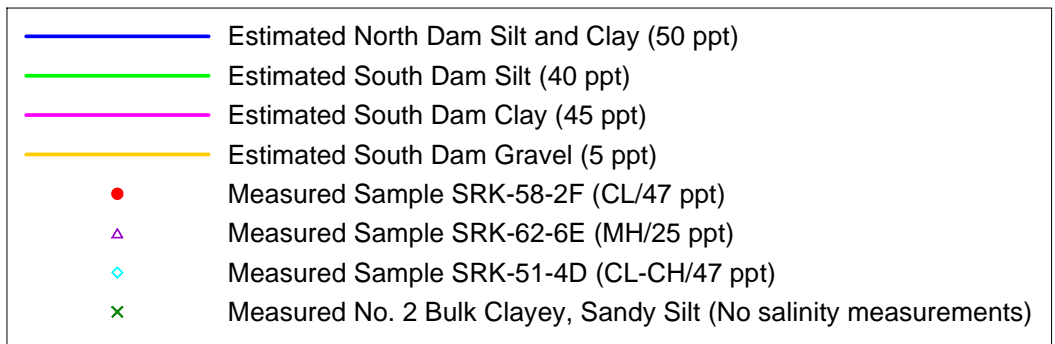 Estimated North Dam Silt and Clay (50 ppt)
Estimated South Dam Silt (40 ppt)
Estimated South Dam Clay (45 ppt)
Estimated South Dam Gravel (5 ppt)
Measured Sample SRK-58-2F (CL/47 ppt)
Measured Sample SRK-62-6E (MH/25 ppt)
Measured Sample SRK-51-4D (CL-CH/47 ppt)
Measured No. 2 Bulk Clayey, Sandy Silt (No salinity measurements)